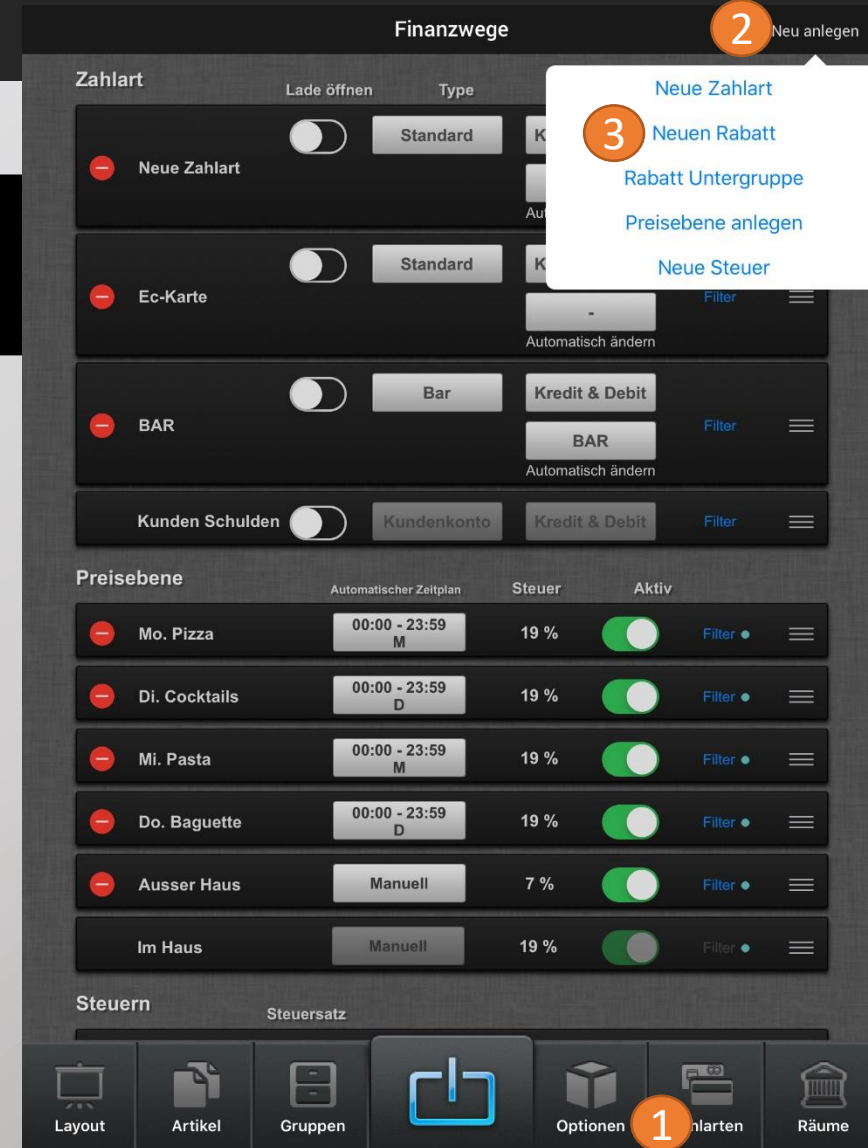 Finanzwege
2 Neu anlegen
Zahlart
Lade öffnen Type
Neue Zahlart
3 Neuen Rabatt
Rabatt Untergruppe
Preisebene anlegen
Neue Steuer
Neue Zahlart
Standard
Ec-Karte
Standard
-
Automatisch ändern
Filter
BAR
Bar
Kredit & Debit
BAR
Automatisch ändern
Filter
Kunden Schulden
Kundenkonto
Kredit & Debit
Filter
Preisebene
Automatischer Zeitplan Steuer Aktiv
Mo. Pizza
00:00 - 23:59
M
19 %
Filter
Di. Cocktails
00:00 - 23:59
D
19 %
Filter
Mi. Pasta
00:00 - 23:59
M
19 %
Filter
Do. Baguette
00:00 - 23:59
D
19 %
Filter
Ausser Haus
Manuell
7 %
Filter
Im Haus
Manuell
19 %
Filter
Steuern
Steuersatz
Layout Artikel Gruppen Optionen 1 hlarten Räume